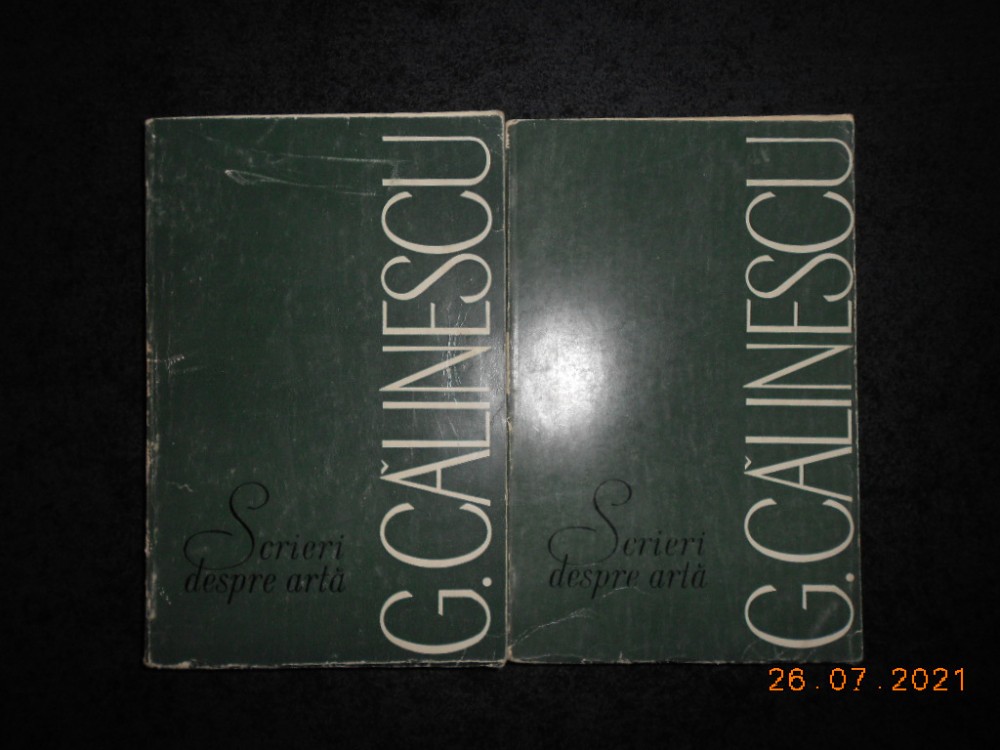 G. CĂLINESCU
Scrieri
despre artă
G. CĂLINESCU
Scrieri
despre artă
26.07.2021